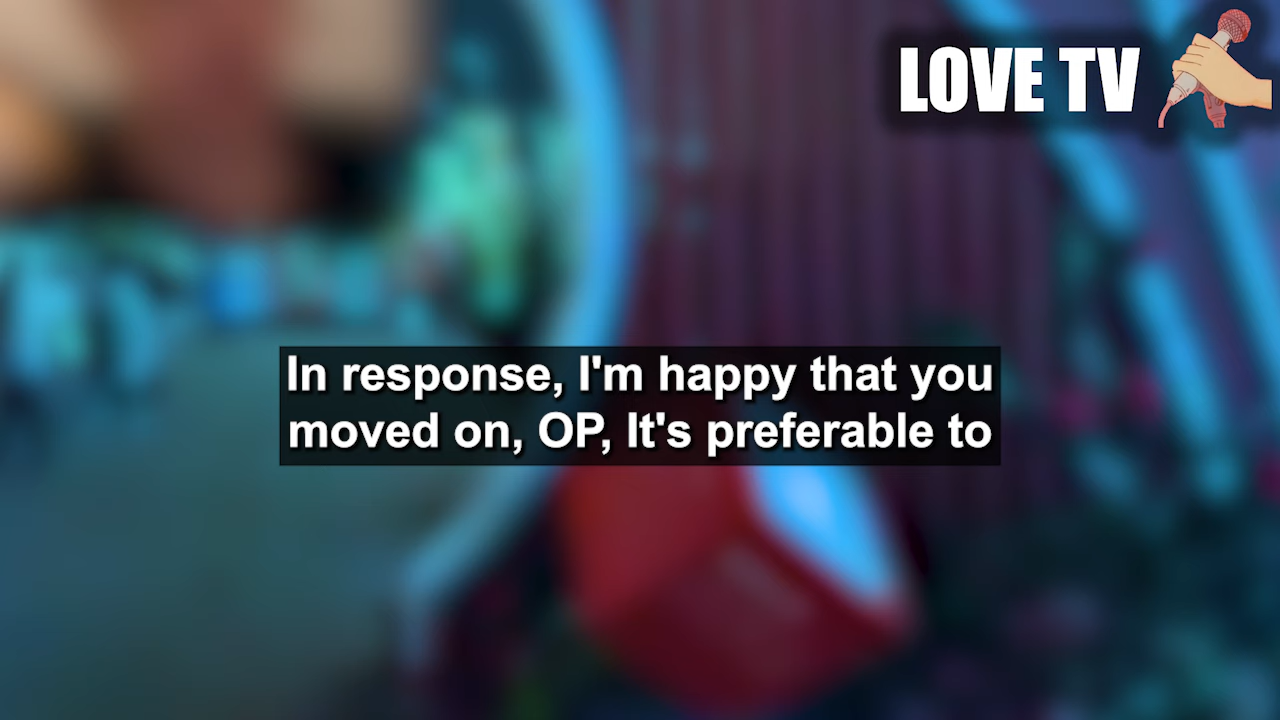 LOVE TV
In response, I'm happy that you
moved on, OP, It's preferable to